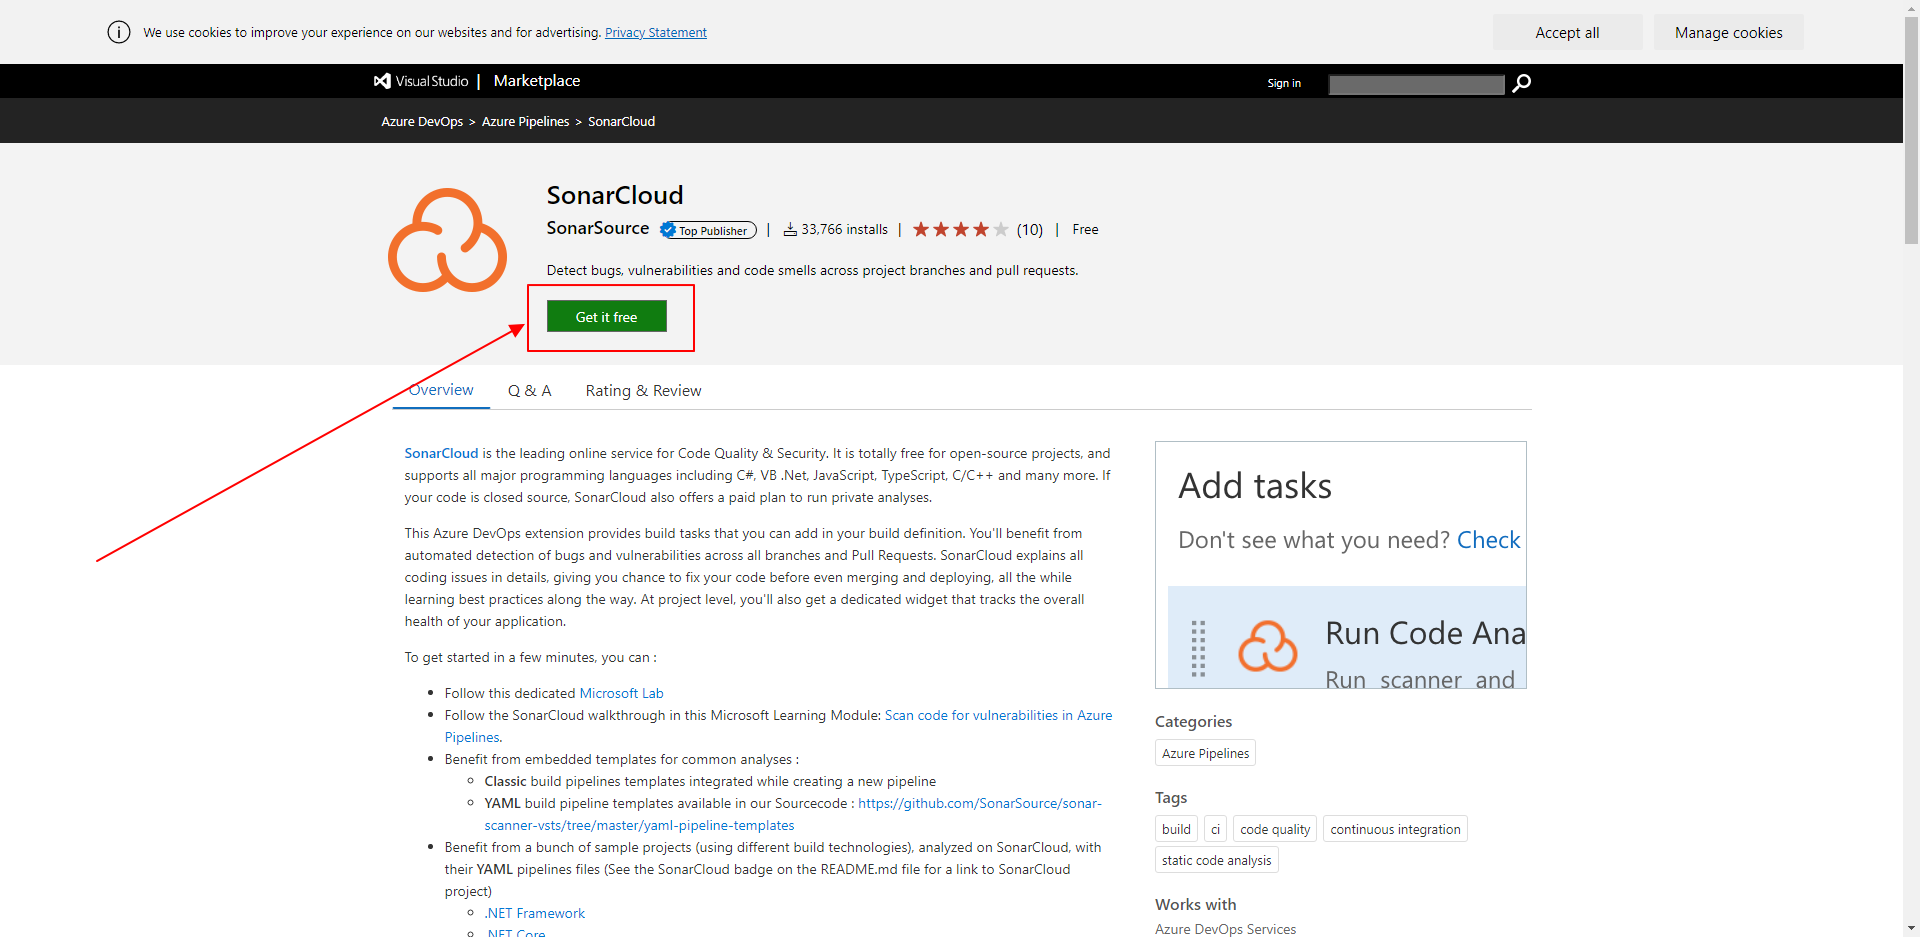 We use cookies to improve your experience on our websites and for advertising. Privacy Statement
Accept all
Manage cookies
Visual Studio | Marketplace
Sign in
Azure DevOps > Azure Pipelines > SonarCloud
SonarCloud
SonarSource Top Publisher | 33,766 installs | (10) | Free
Detect bugs, vulnerabilities and code smells across project branches and pull requests.
Get it free
Overview Q & A Rating & Review
SonarCloud is the leading online service for Code Quality & Security. It is totally free for open-source projects, and
supports all major programming languages including C#, VB .Net, JavaScript, TypeScript, C/C++ and many more. If
your code is closed source, SonarCloud also offers a paid plan to run private analyses.
This Azure DevOps extension provides build tasks that you can add in your build definition. You'll benefit from
automated detection of bugs and vulnerabilities across all branches and Pull Requests. SonarCloud explains all
coding issues in details, giving you chance to fix your code before even merging and deploying, all the while
learning best practices along the way. At project level, you'll also get a dedicated widget that tracks the overall
health of your application.
To get started in a few minutes, you can :
Follow this dedicated Microsoft Lab
Follow the SonarCloud walkthrough in this Microsoft Learning Module: Scan code for vulnerabilities in Azure
Pipelines.
Benefit from embedded templates for common analyses :
Classic build pipelines templates integrated while creating a new pipeline
YAML build pipeline templates available in our Sourcecode : https://github.com/SonarSource/sonar-
scanner-vsts/tree/master/yaml-pipeline-templates
Benefit from a bunch of sample projects (using different build technologies), analyzed on SonarCloud, with
their YAML pipelines files (See the SonarCloud badge on the README.md file for a link to SonarCloud
project)
.NET Framework
.NET Core
Add tasks
Don't see what you need? Check
Run Code Ana
Run scanner and
Categories
Azure Pipelines
Tags
build
ci
code quality
continuous integration
static code analysis
Works with
Azure DevOps Services